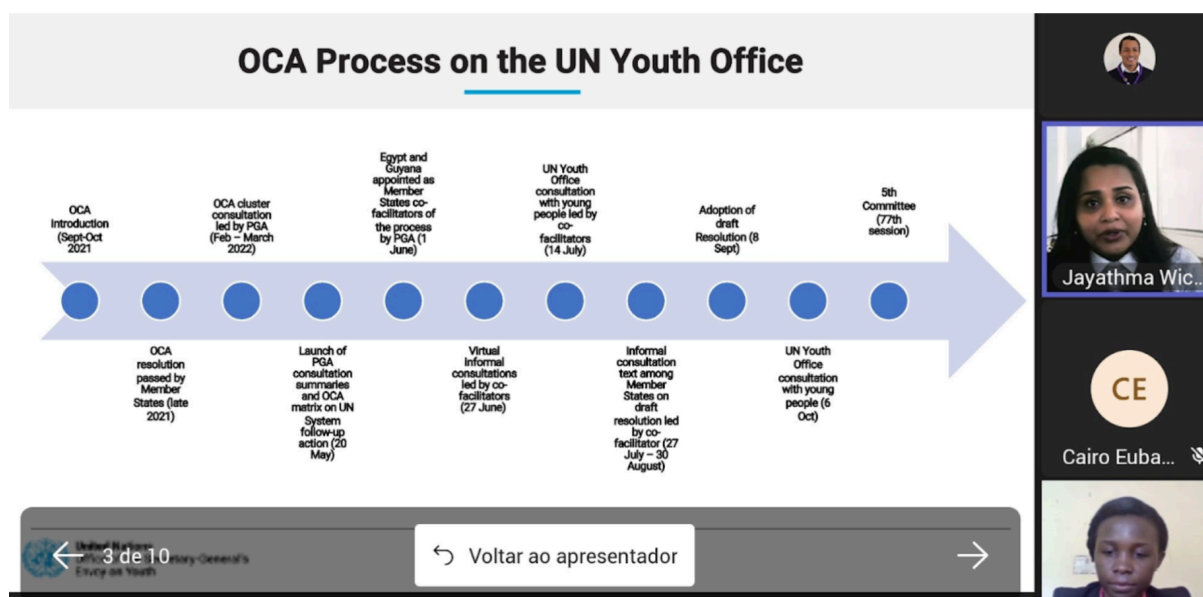 OCA Process on the UN Youth Office
OCA
Introduction
(Sept-Oct
2021
OCA cluster
consultation
led by PGA
(Feb – March
2022)
Egypt and
Guyana
appointed as
Member
States co-
facilitators of
the process
by PGA (1
June)
UN Youth
Office
consultation
with young
people led by
co-
facilitators
(14 July)
Adoption of
draft
Resolution (8
Sept)
5th
Committee
(77th
session)
OCA
resolution
passed by
Member
States (late
2021)
Launch of
PGA
consultation
summaries
and OCA
matrix on UN
System
follow-up
action (20
May)
Virtual
Informal
consultations
led by co-
facilitators
(27 June)
Informal
consultation
text among
Member
States on
draft
resolution led
by co-
facilitator (27
July – 30
August)
UN Youth
Office
consultation
with young
people (6
Oct)
Jayathma Wic...
CE
Cairo Euba...
United Nations
Envoy on Youth
3 de 10
Voltar ao apresentador